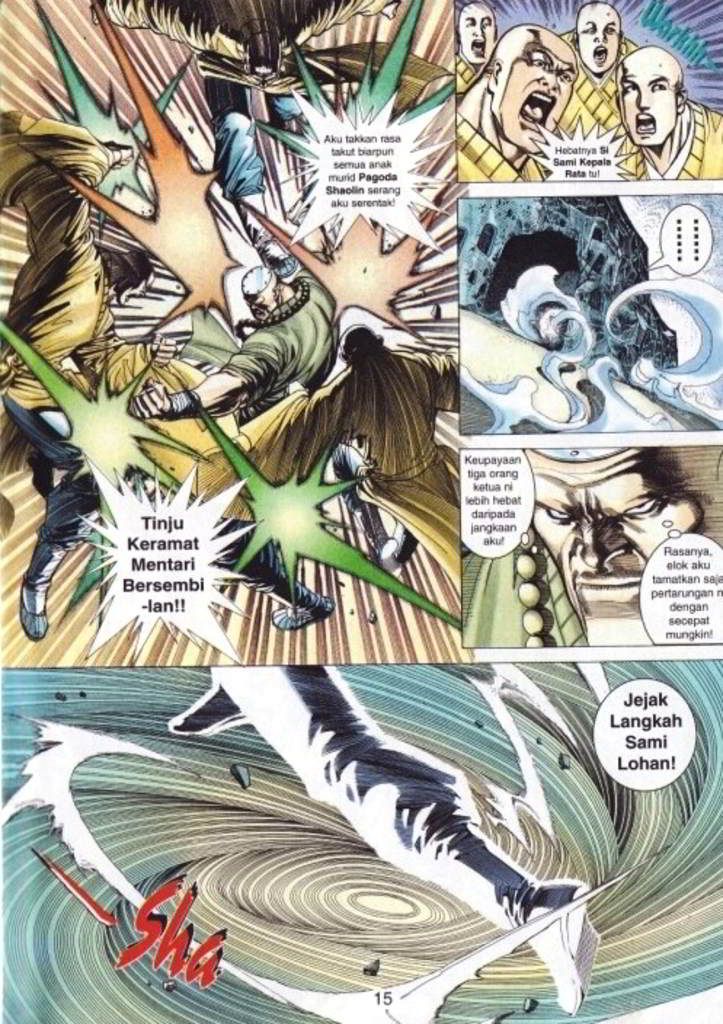 Aku takkan rasa
takut biarpun
semua anak
murid Pagoda
Shaolin serang
aku serentak!
Tinju
Keramat
Mentari
Bersembi
-lan!!
Hebatnya Si
Sami Kepala
Rata tu!
Keupayaan
tiga orang
ketua ni
lebih hebat
daripada
jangkaan
aku!
Rasanya,
elok aku
tamatkan saja
pertarungan n
dengan
secepat
mungkin!
Jejak
Langkah
Sami
Lohan!
Sha
15